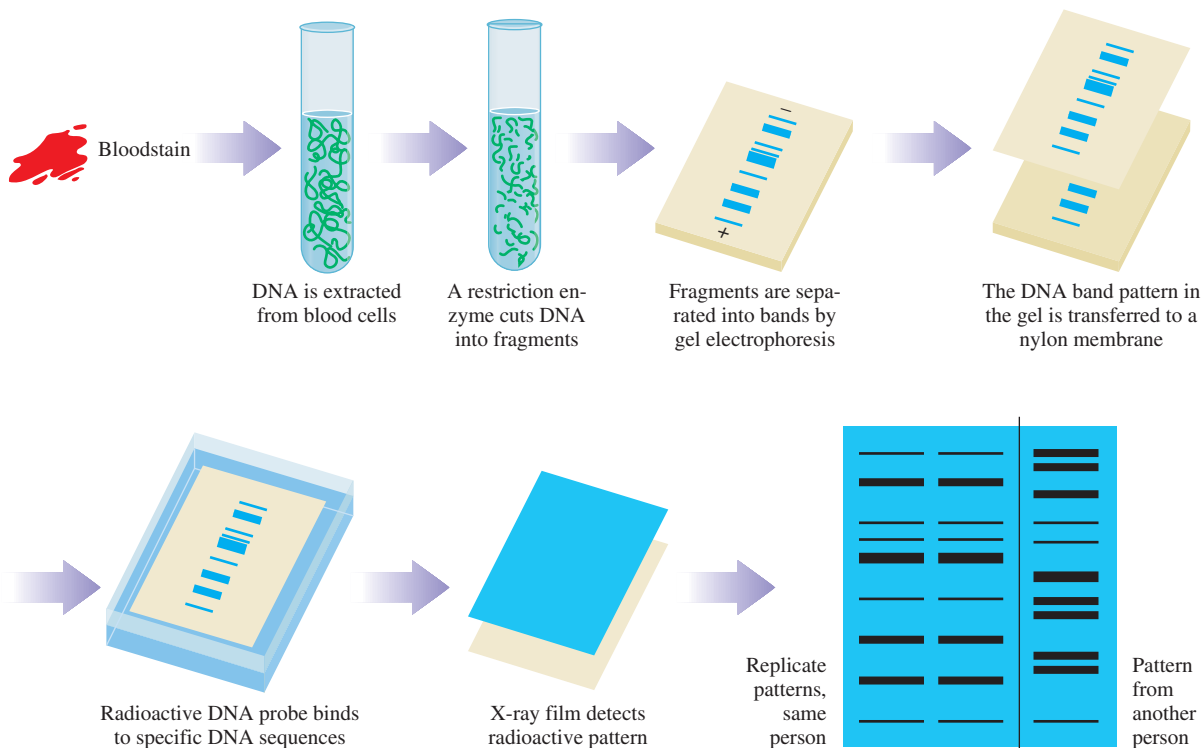 Bloodstain
DNA is extracted
from blood cells
A restriction en-
zyme cuts DNA
into fragments
−
+
Fragments are sepa-
rated into bands by
gel electrophoresis
The DNA band pattern in
the gel is transferred to a
nylon membrane
Radioactive DNA probe binds
to specific DNA sequences
X-ray film detects
radioactive pattern
Replicate
patterns,
same
person
Pattern
from
another
person